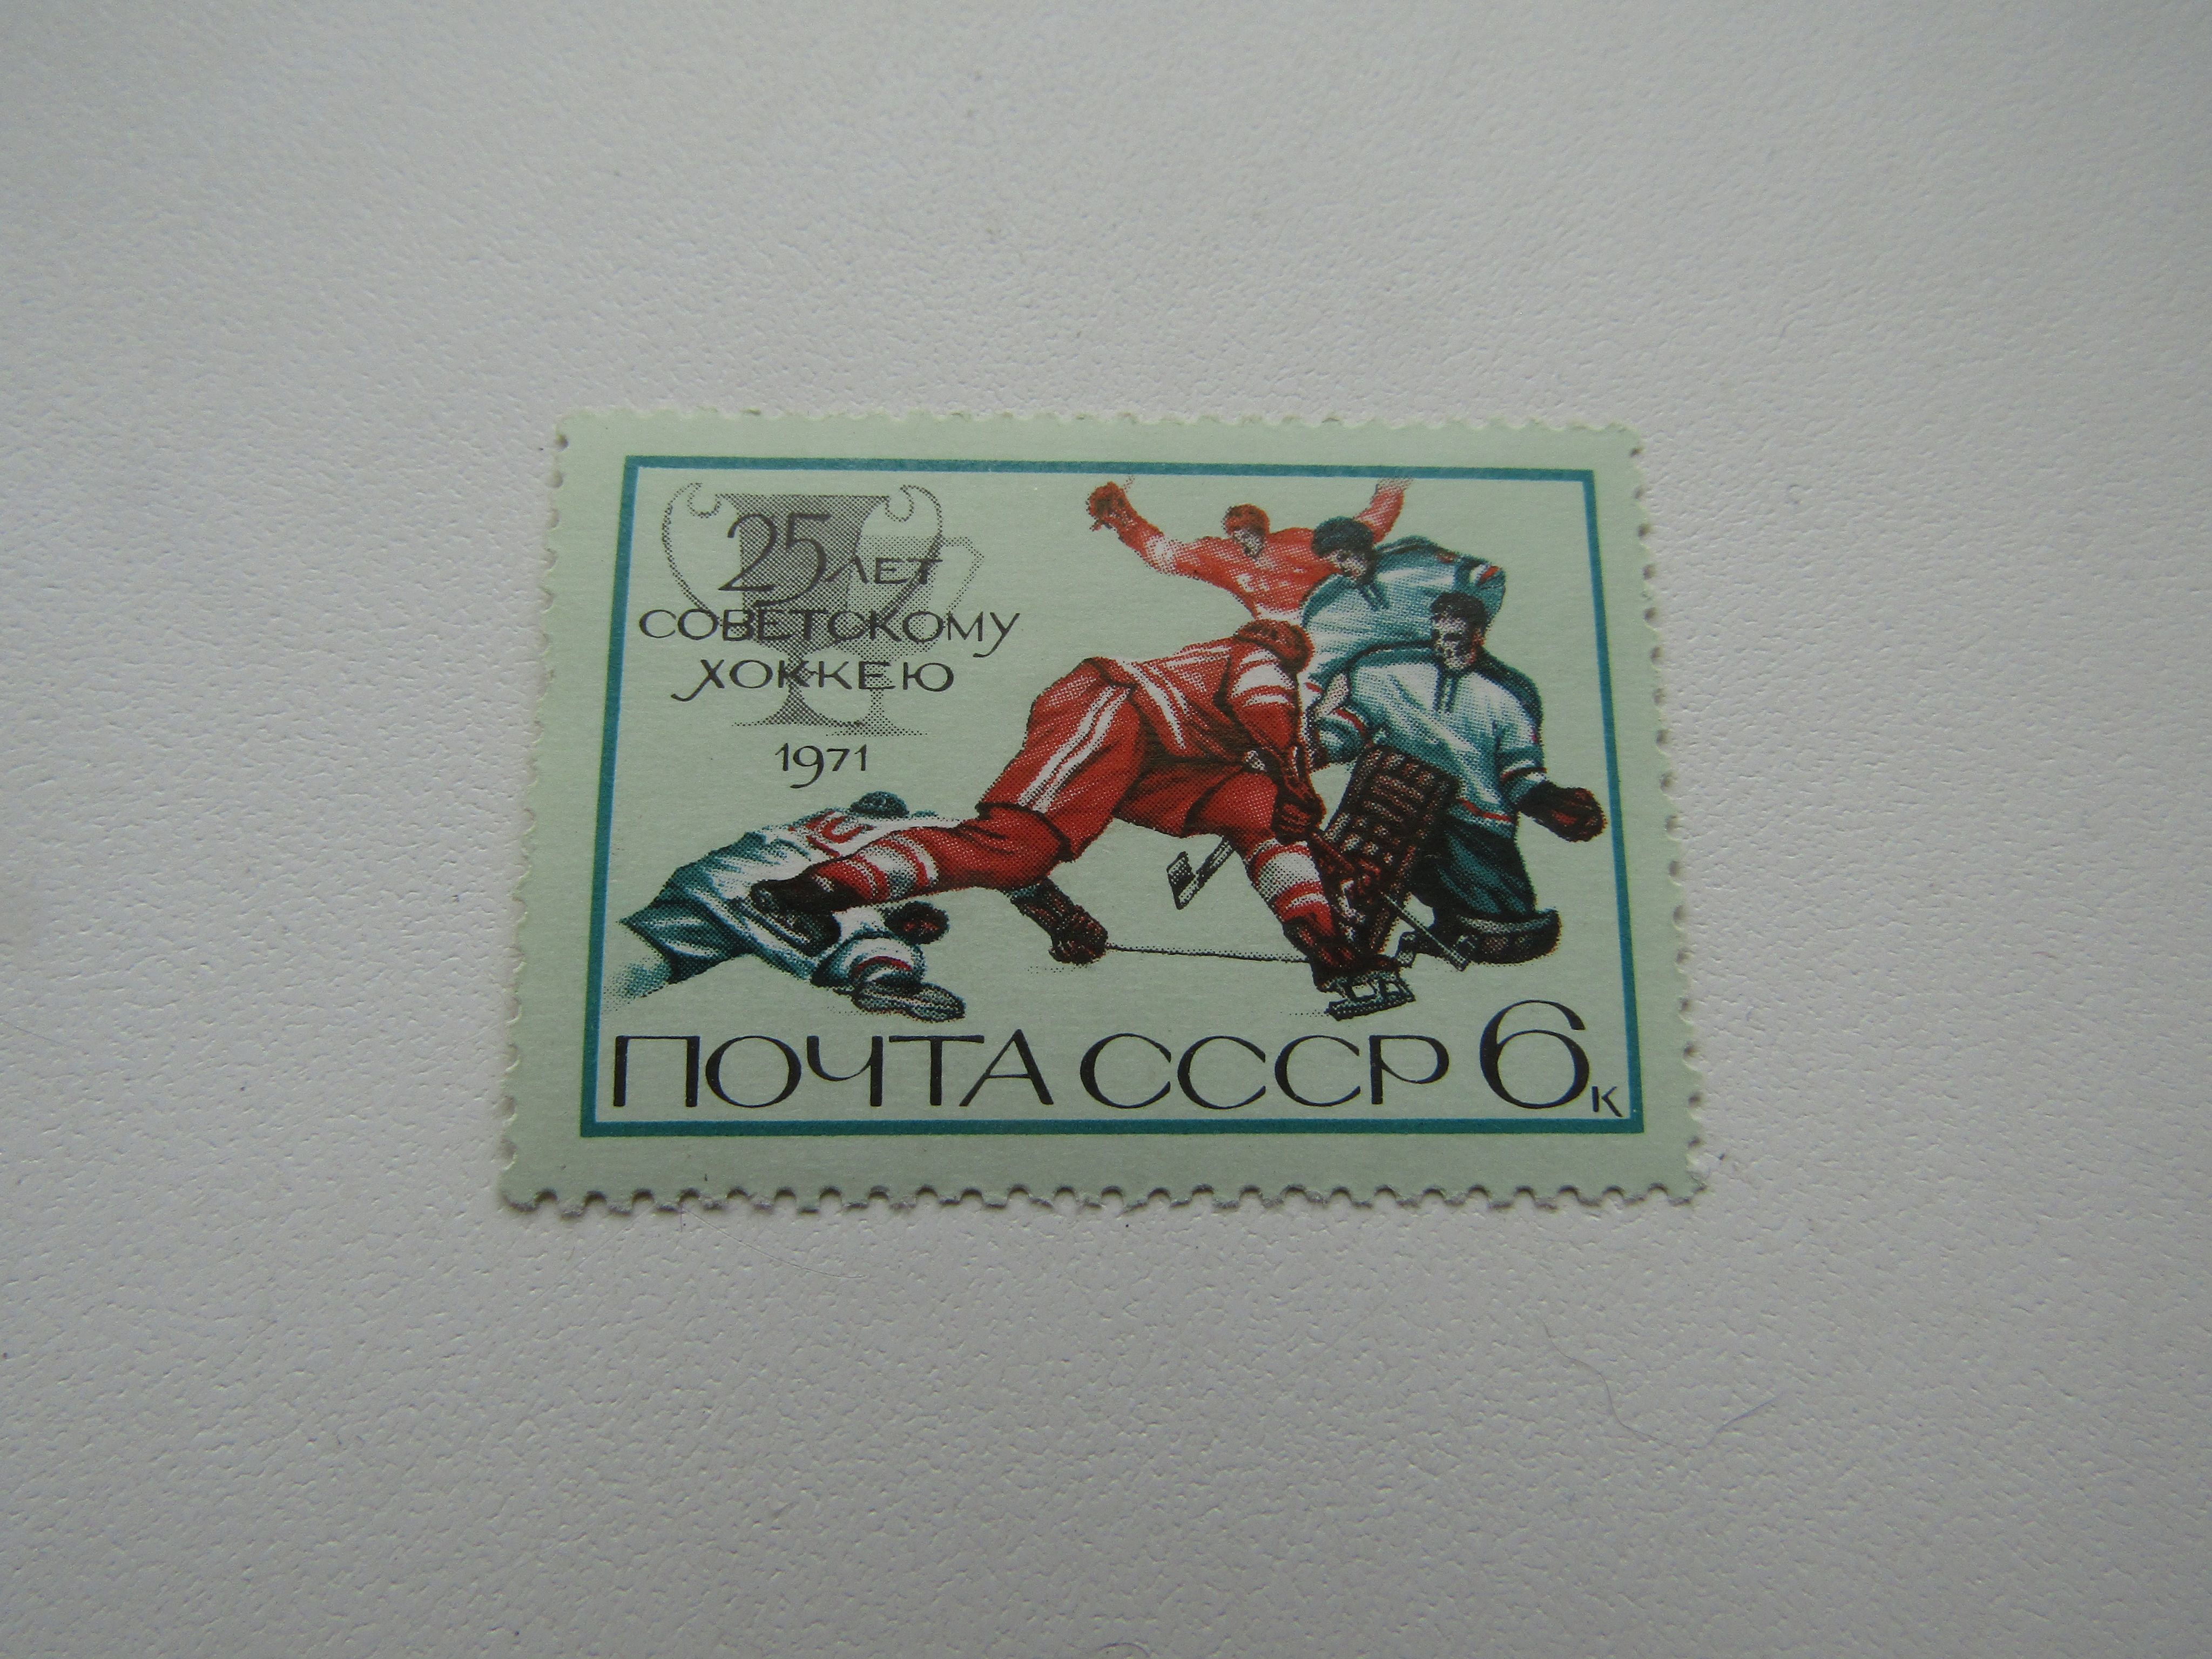 25 ЛЕТ
СОВЕТСКОМУ
ХОККЕЮ
1971
ПОЧТА СССР 6к